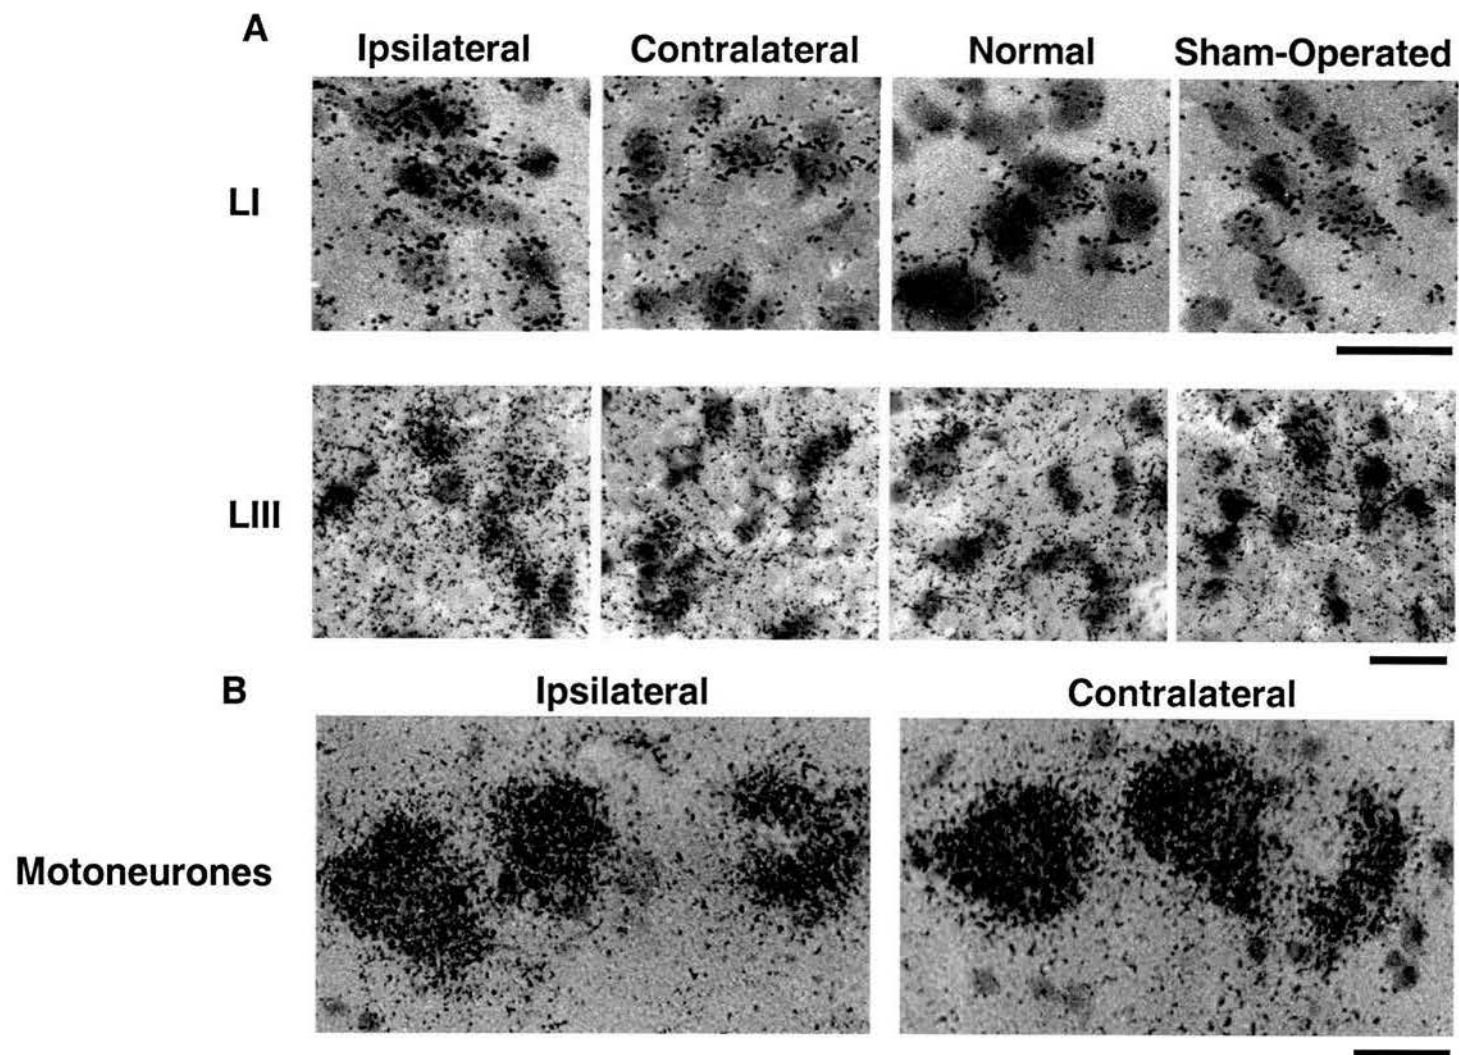 A
Ipsilateral Contralateral Normal Sham-Operated
LI
LIII
B
Ipsilateral Contralateral
Motoneurones